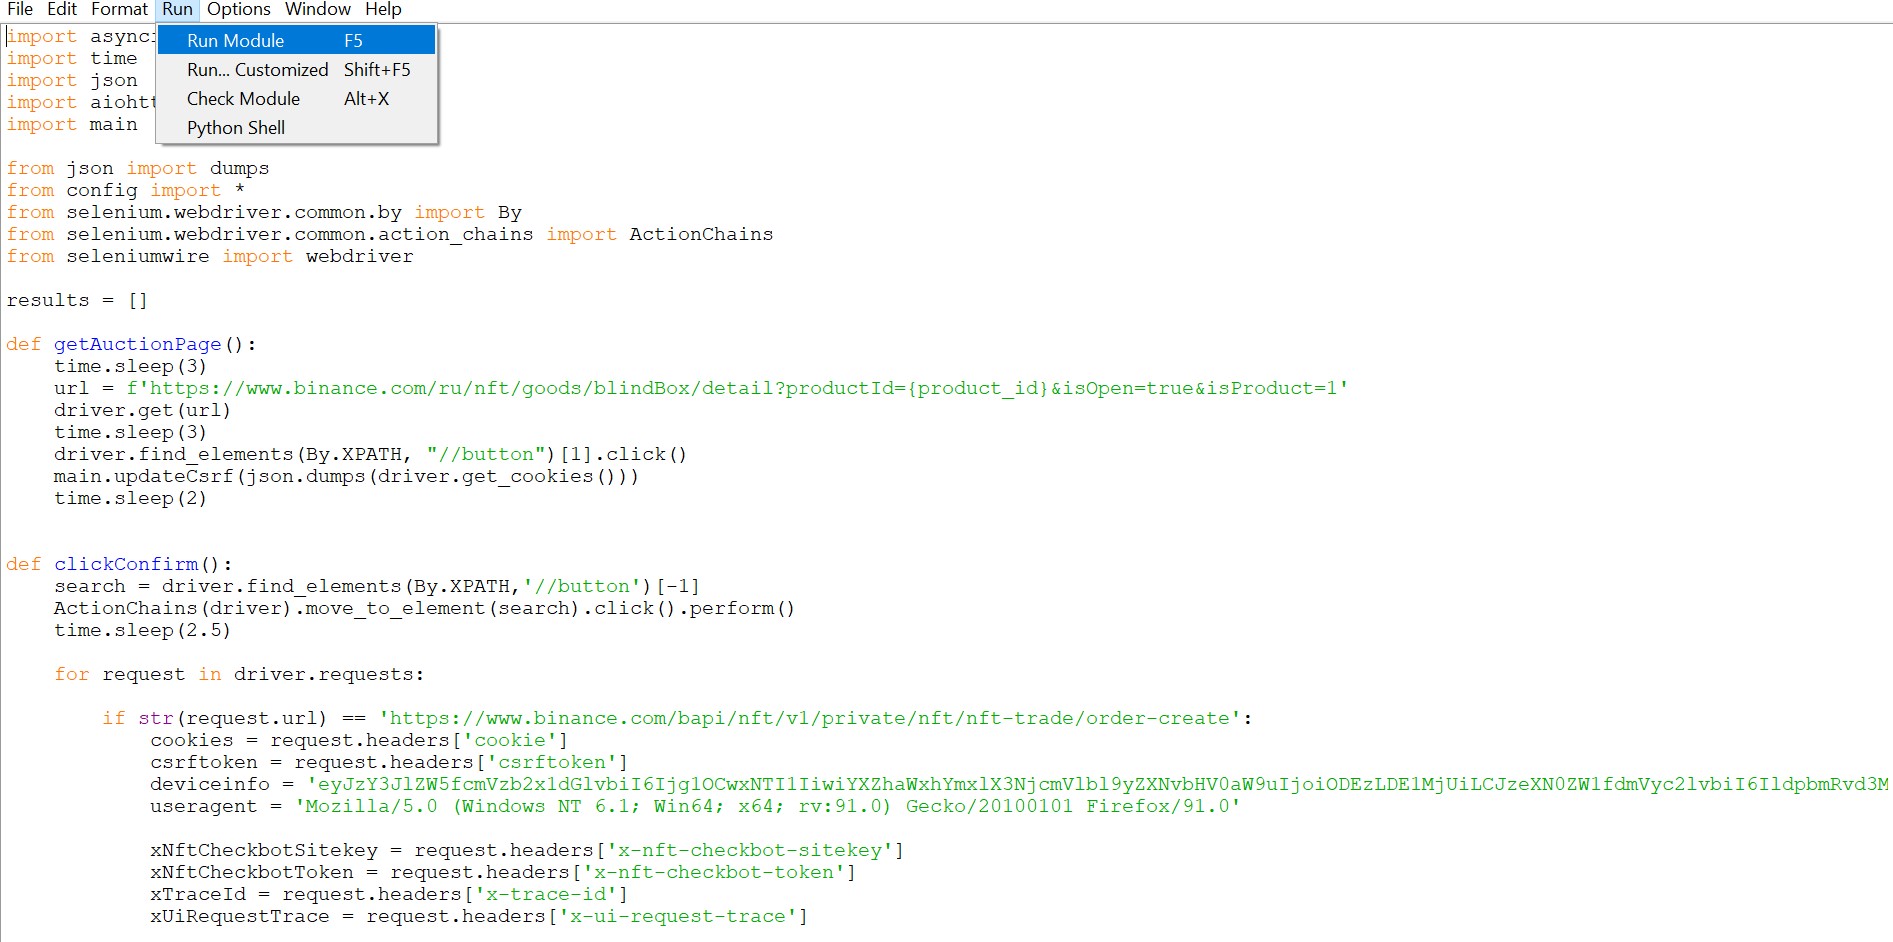 File Edit Format Run Options Window Help
Run Module F5
Run... Customized Shift+F5
Check Module Alt+X
Python Shell
import
import time
import json
import
import main
from json import dumps
from config import *
from selenium.webdriver.common.by import By
from selenium.webdriver.common.action_chains import ActionChains
from seleniumwire import webdriver
results = []
def getAuctionPage():
    time.sleep(3)
    url = f'https://www.binance.com/ru/nft/goods/blindBox/detail?productId={product_id}&isOpen=true&isProduct=1'
    driver.get(url)
    time.sleep(3)
    driver.find_elements(By.XPATH, "//button")[1].click()
    main.updateCsrf(json.dumps(driver.get_cookies()))
    time.sleep(2)
def clickConfirm():
    search = driver.find_elements(By.XPATH,'//button')[-1]
    ActionChains(driver).move_to_element(search).click().perform()
    time.sleep(2.5)
    for request in driver.requests:
        if str(request.url) == 'https://www.binance.com/bapi/nft/v1/private/nft/nft-trade/order-create':
            cookies = request.headers['cookie']
            csrftoken = request.headers['csrftoken']
            deviceinfo =
            useragent = 'Mozilla/5.0 (Windows NT 6.1; Win64; x64; rv:91.0) Gecko/20100101 Firefox/91.0'
            xNftCheckbotSitekey = request.headers['x-nft-checkbot-sitekey']
            xNftCheckbotToken = request.headers['x-nft-checkbot-token']
            xTraceId = request.headers['x-trace-id']
            xUiRequestTrace = request.headers['x-ui-request-trace']